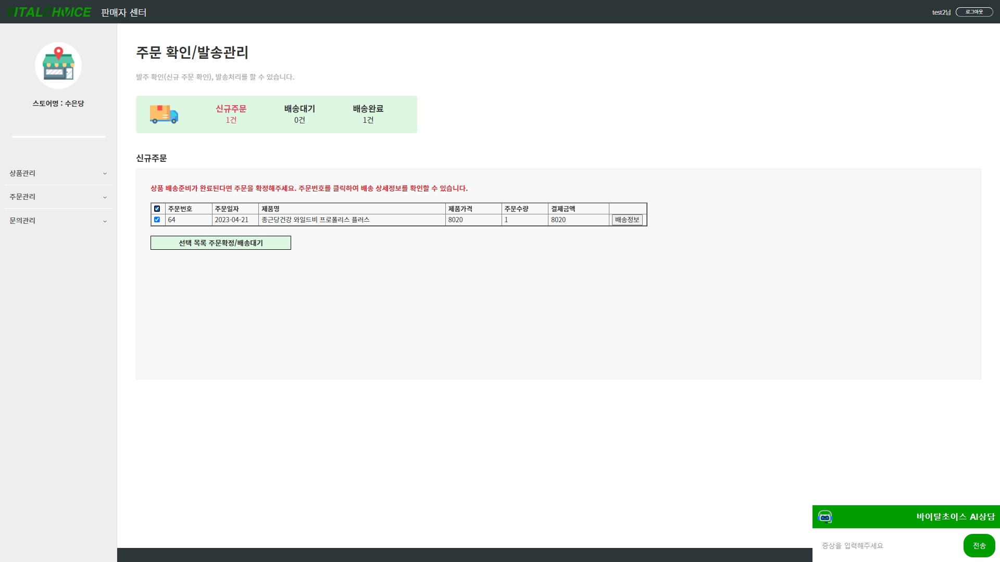 VITALCHOICE 판매자 센터
test2님 로그아웃
스토어명 : 수은당
상품관리
주문관리
문의관리
주문 확인/발송관리
발주 확인(신규 주문 확인), 발송처리를 할 수 있습니다.
신규주문 배송대기 배송완료
1건 0건 1건
신규주문
상품 배송준비가 완료된다면 주문을 확정해주세요. 주문번호를 클릭하여 배송 상세정보를 확인할 수 있습니다.
주문번호 주문일자 제품명 제품가격 주문수량 결제금액
64 2023-04-21 종근당건강 와일드비 프로폴리스 플러스 8020 1 8020 배송정보
선택 목록 주문확정/배송대기
바이탈초이스 AI상담
증상을 입력해주세요 전송